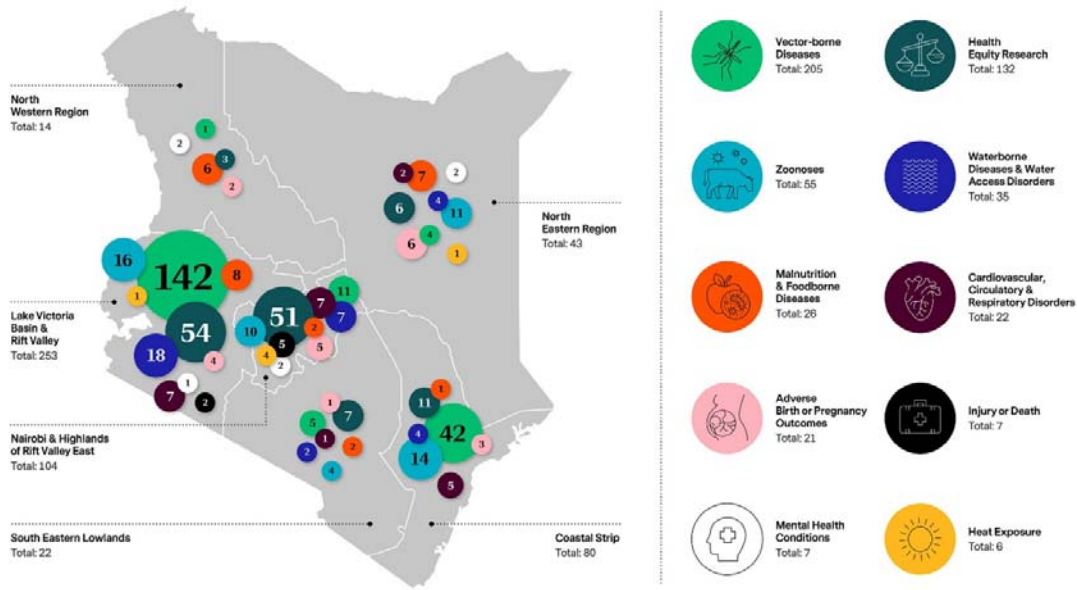 North
Western Region
Total: 14
1
2
3
6
2
2
7
2
6
4
11
6
4
1
North
Eastern Region
Total: 43
16
142
8
1
54
18
4
7
1
2
Lake Victoria
Basin &
Rift Valley
Total: 253
51
7
11
7
10
2
5
4
5
2
Nairobi & Highlands
of Rift Valley East
Total: 104
1
7
5
1
2
2
4
South Eastern Lowlands
Total: 22
1
11
42
4
3
14
5
Coastal Strip
Total: 80
Vector-borne
Diseases
Total: 205
Health
Equity Research
Total: 132
Zoonoses
Total: 55
Waterborne
Diseases & Water
Access Disorders
Total: 35
Malnutrition
& Foodborne
Diseases
Total: 26
Cardiovascular,
Circulatory &
Respiratory Disorders
Total: 22
Adverse
Birth or Pregnancy
Outcomes
Total: 21
Injury or Death
Total: 7
Mental Health
Conditions
Total: 7
Heat Exposure
Total: 6